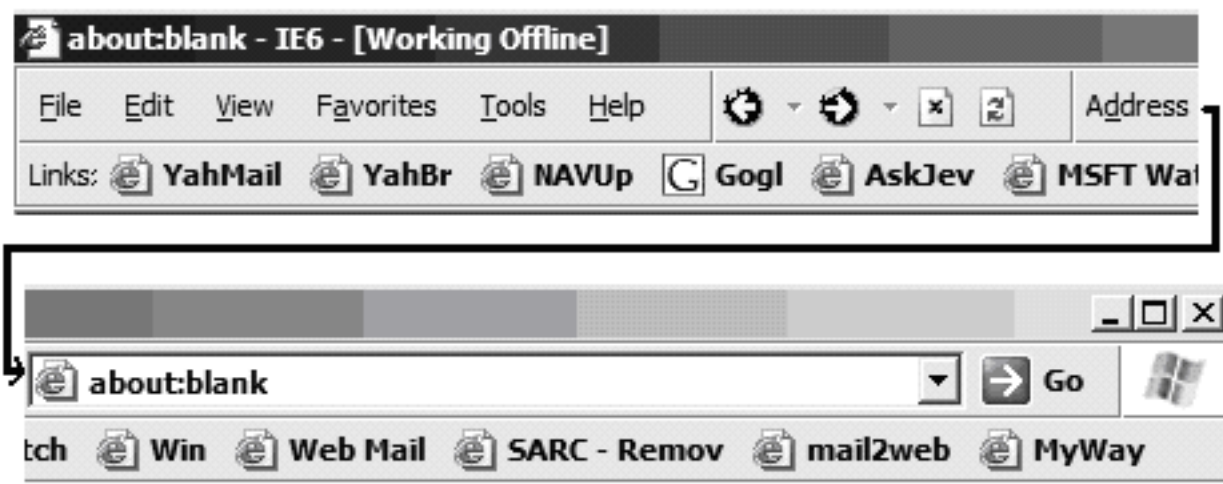 about:blank - IE6 - [Working Offline]
File Edit View Favorites Tools Help Address
Links: YahMail YahBr NAVUp G Gogl AskJev MSFT Wat
about:blank Go
tch Win Web Mail SARC - Remov mail2web MyWay